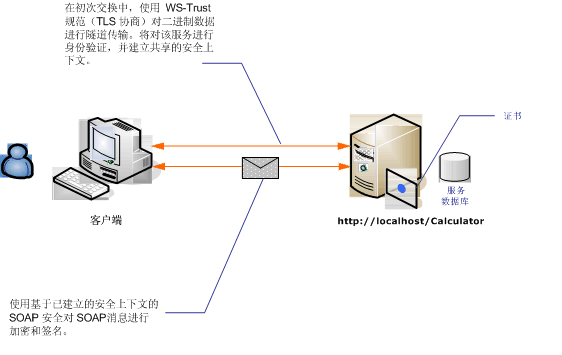 在初次交换中，使用 WS-Trust
规范（TLS 协商）对二进制数据
进行隧道传输。将对该服务进行
身份验证，并建立共享的安全上
下文。
证书
服务
数据库
客户端
http://localhost/Calculator
使用基于已建立的安全上下文的
SOAP 安全对 SOAP消息进行
加密和签名。